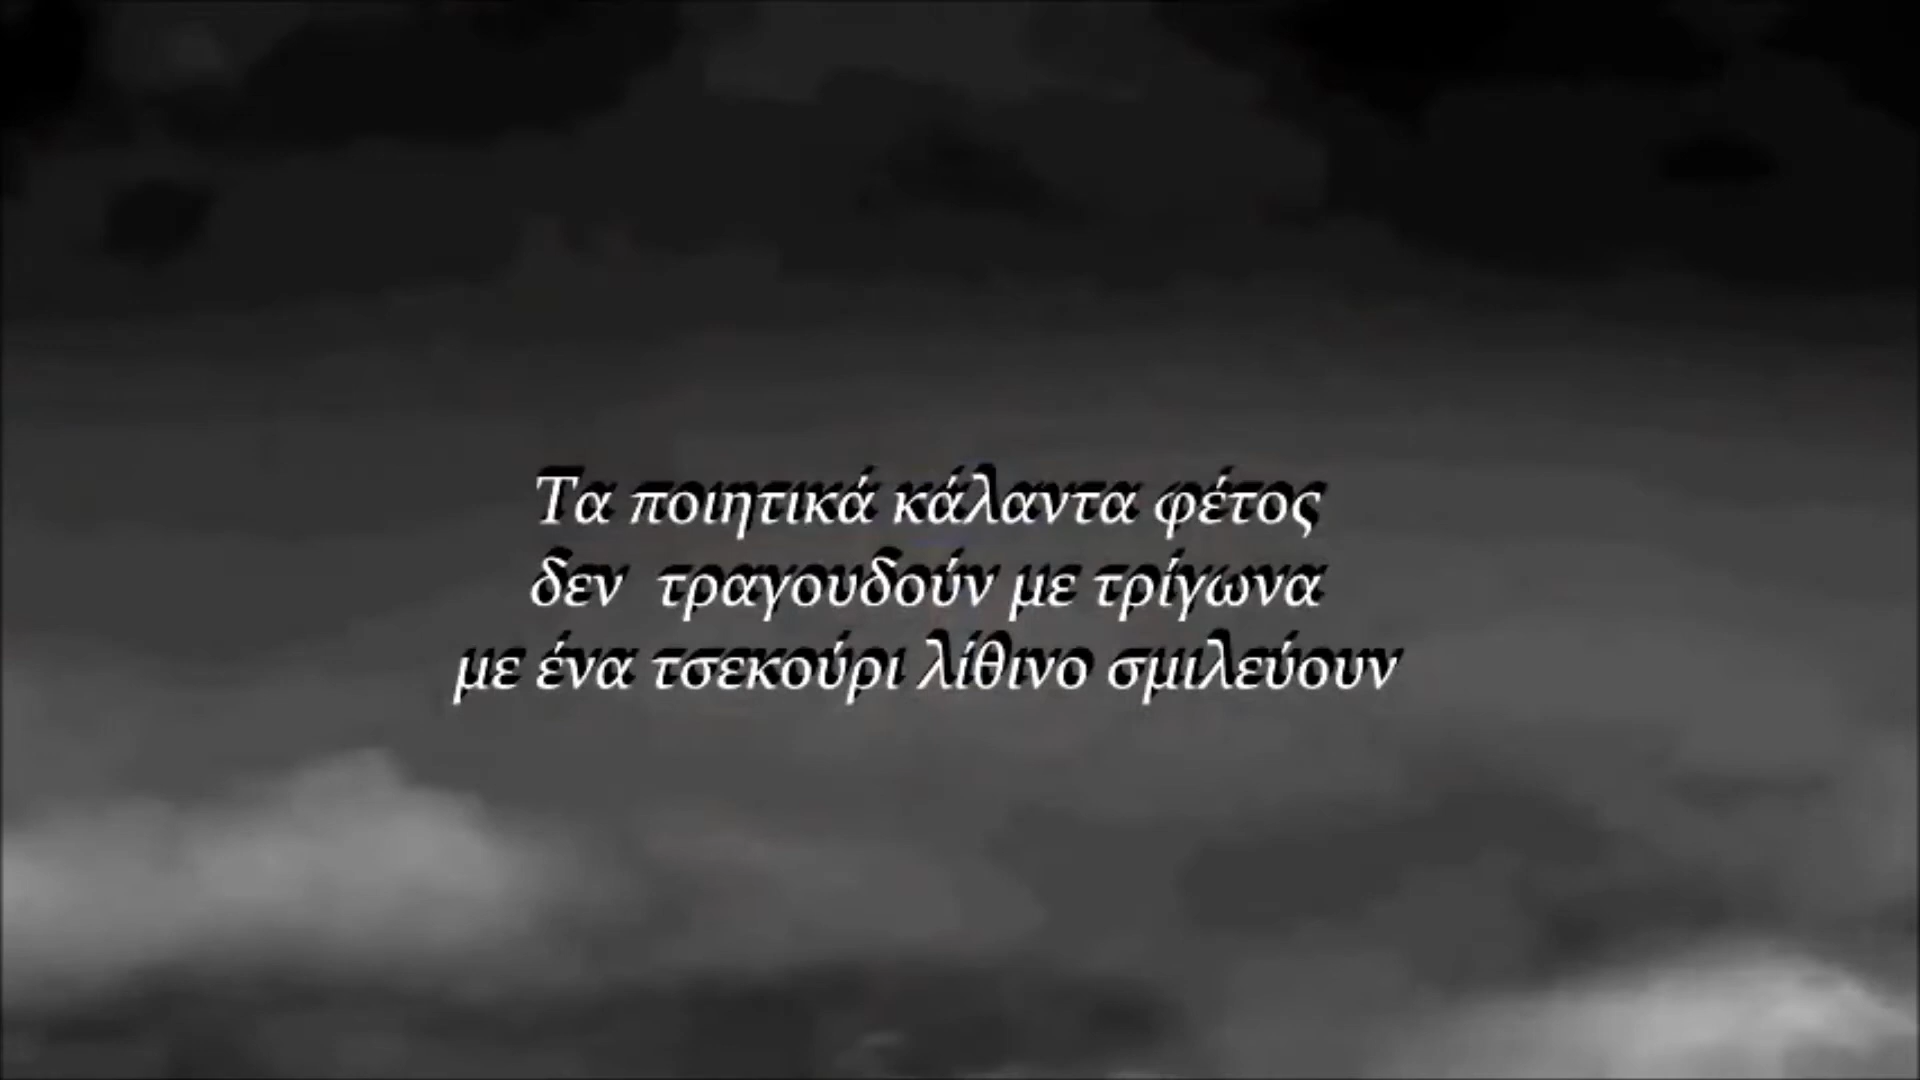 Τα ποιητικά κάλαντα φέτος
δεν τραγουδούν με τρίγωνα
με ένα τσεκούρι λίθινο σμιλεύουν